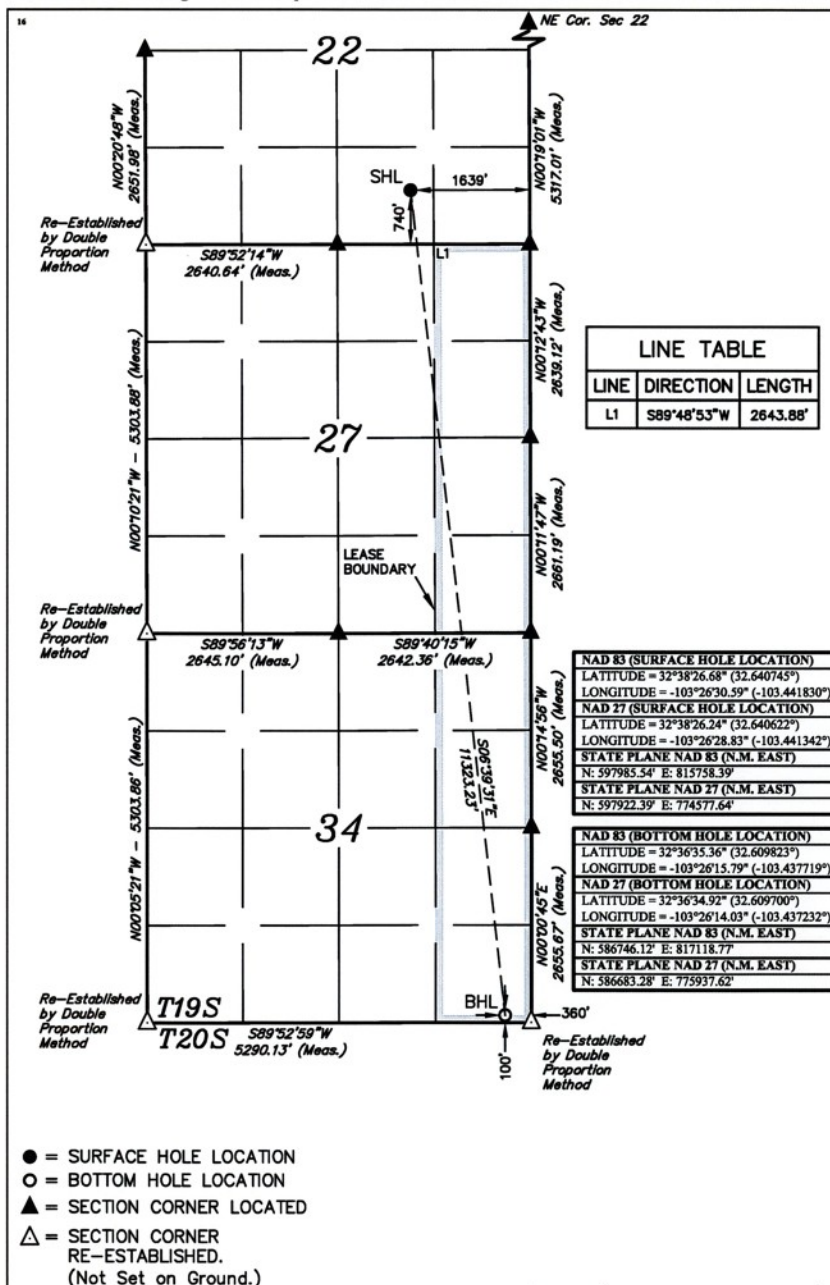 16
NE Cor. Sec 22
22
N00°20'48"W
2651.98' (Meas.)
N00°19'01"W
5317.01' (Meas.)
SHL
1639'
740'
Re-Established
by Double
Proportion
Method
S89°52'14"W
2640.64' (Meas.)
L1
N00°12'43"W
2639.12' (Meas.)
LINE TABLE
LINE DIRECTION LENGTH
L1 S89°48'53"W 2643.88'
N00°10'21"W - 5303.88' (Meas.)
27
N00°11'47"W
2661.19' (Meas.)
LEASE
BOUNDARY
Re-Established
by Double
Proportion
Method
S89°56'13"W
2645.10' (Meas.)
S89°40'15"W
2642.36' (Meas.)
N00°14'56"W
2655.50' (Meas.)
S06°39'31"E
11323.23'
NAD 83 (SURFACE HOLE LOCATION)
LATITUDE = 32°38'26.68" (32.640745°)
LONGITUDE = -103°26'30.59" (-103.441830°)
NAD 27 (SURFACE HOLE LOCATION)
LATITUDE = 32°38'26.24" (32.640622°)
LONGITUDE = -103°26'28.83" (-103.441342°)
STATE PLANE NAD 83 (N.M. EAST)
N: 597985.54' E: 815758.39'
STATE PLANE NAD 27 (N.M. EAST)
N: 597922.39' E: 774577.64'
N00°05'21"W - 5303.86' (Meas.)
34
NAD 83 (BOTTOM HOLE LOCATION)
LATITUDE = 32°36'35.36" (32.609823°)
LONGITUDE = -103°26'15.79" (-103.437719°)
NAD 27 (BOTTOM HOLE LOCATION)
LATITUDE = 32°36'34.92" (32.609700°)
LONGITUDE = -103°26'14.03" (-103.437232°)
STATE PLANE NAD 83 (N.M. EAST)
N: 586746.12' E: 817118.77'
STATE PLANE NAD 27 (N.M. EAST)
N: 586683.28' E: 775937.62'
N00°00'45"E
2655.67' (Meas.)
Re-Established
by Double
Proportion
Method
T19S
T20S
S89°52'59"W
5290.13' (Meas.)
BHL
360'
100'
Re-Established
by Double
Proportion
Method
= SURFACE HOLE LOCATION
= BOTTOM HOLE LOCATION
= SECTION CORNER LOCATED
= SECTION CORNER
RE-ESTABLISHED.
(Not Set on Ground.)